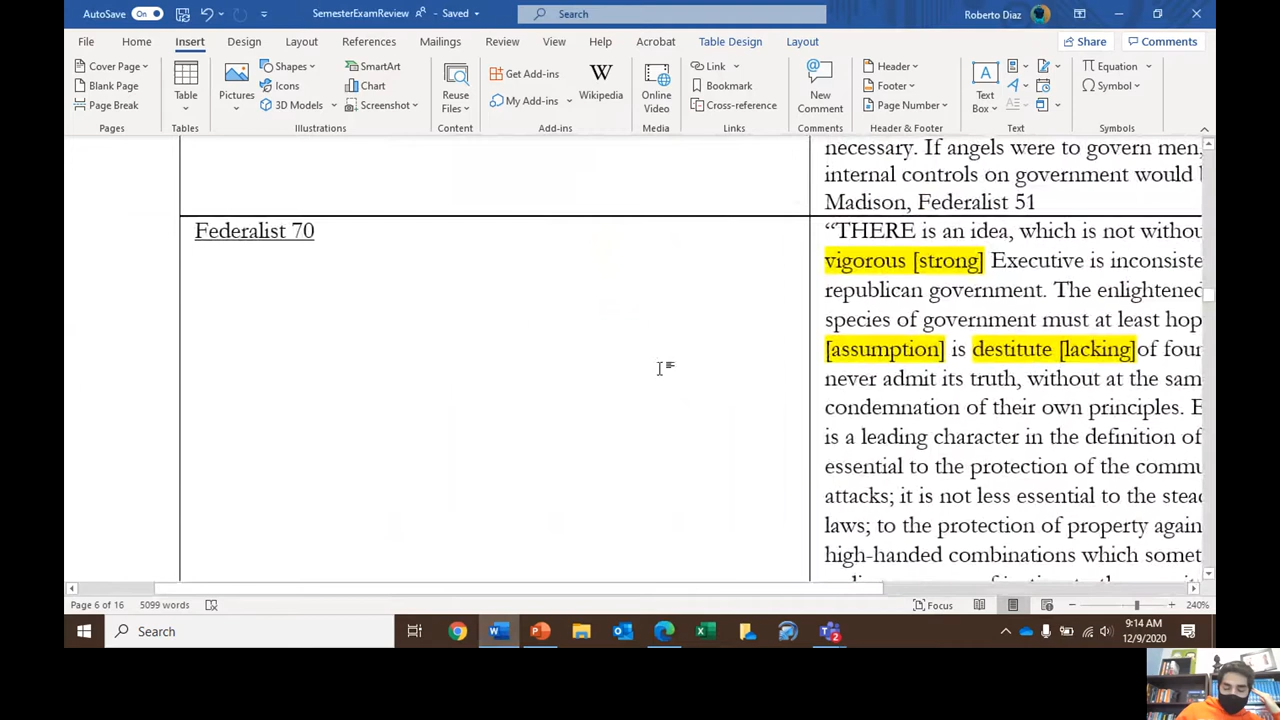 AutoSave On SemesterExamReview Saved Search Roberto Diaz
File Home Insert Design Layout References Mailings Review View Help Acrobat Table Design Layout Share Comments
Cover Page
Blank Page
Page Break
Pages
Table
Tables
Pictures
Shapes
Icons
3D Models
SmartArt
Chart
Screenshot
Illustrations
Reuse
Files
Content
Get Add-ins
My Add-ins
W
Wikipedia
Add-ins
Online
Video
Media
Link
Bookmark
Cross-reference
Links
New
Comment
Comments
Header
Footer
Page Number
Header & Footer
A
Text
Box
Text
Equation
Symbol
Symbols
necessary. If angels were to govern men,
internal controls on government would
Madison, Federalist 51
Federalist 70
“THERE is an idea, which is not withou
vigorous [strong] Executive is inconsiste
republican government. The enlightened
species of government must at least hop
[assumption] is destitute [lacking]of four
never admit its truth, without at the sam
condemnation of their own principles. E
is a leading character in the definition of
essential to the protection of the commu
attacks; it is not less essential to the stead
laws; to the protection of property again
high-handed combinations which somet
Page 6 of 16 5099 words Focus 240%
Search 9:14 AM
12/9/2020